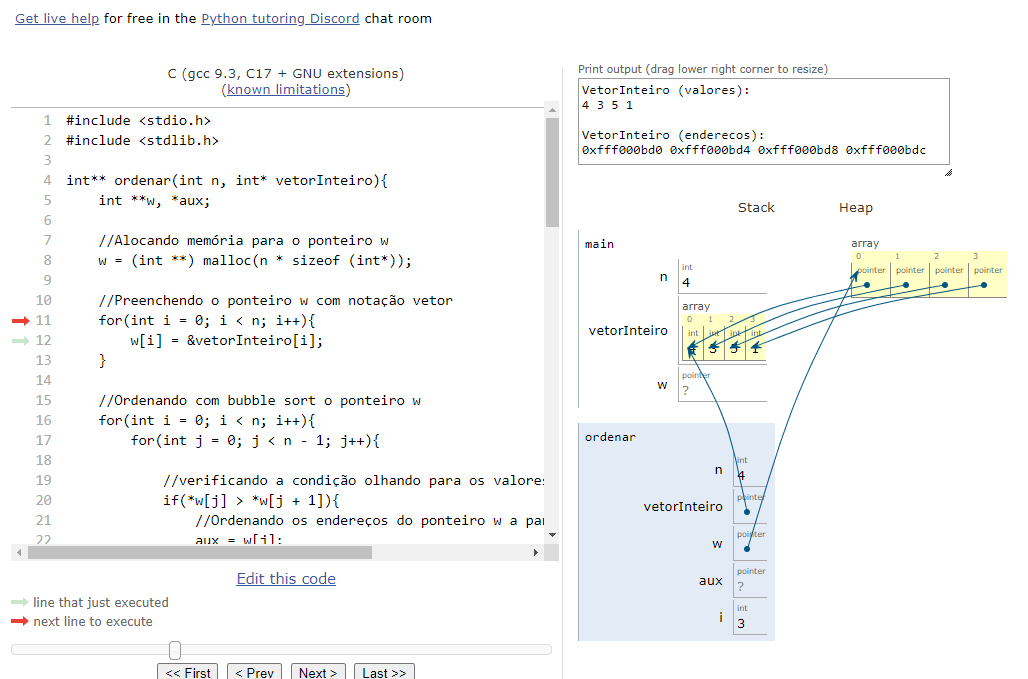 Get live help for free in the Python tutoring Discord chat room
C (gcc 9.3, C17 + GNU extensions)
(known limitations)
1 #include <stdio.h>
2 #include <stdlib.h>
3
4 int** ordenar(int n, int* vetorInteiro){
5 int **w, *aux;
6
7 //Alocando memória para o ponteiro w
8 w = (int **) malloc(n * sizeof (int*));
9
10 //Preenchendo o ponteiro w com notação vetor
11 for(int i = 0; i < n; i++){
12 w[i] = &vetorInteiro[i];
13 }
14
15 //Ordenando com bubble sort o ponteiro w
16 for(int i = 0; i < n; i++){
17 for(int j = 0; j < n - 1; j++){
18
19 //verificando a condição olhando para os valores
20 if(*w[j] > *w[j + 1]){
21 //Ordenando os endereços do ponteiro w a pa
22 aux = w[j];
Edit this code
line that just executed
next line to execute
<< First < Prev Next > Last >>
Print output (drag lower right corner to resize)
VetorInteiro (valores):
4 3 5 1
VetorInteiro (enderecos):
0xfff000bd0 0xfff000bd4 0xfff000bd8 0xfff000bdc
Stack Heap
main
n int 4
vetorInteiro array
0 1 2 3
int int int int
4 3 5 1
w pointer ?
array
0 1 2 3
pointer pointer pointer pointer
ordenar
n int 4
vetorInteiro pointer
w pointer
aux pointer ?
i int 3